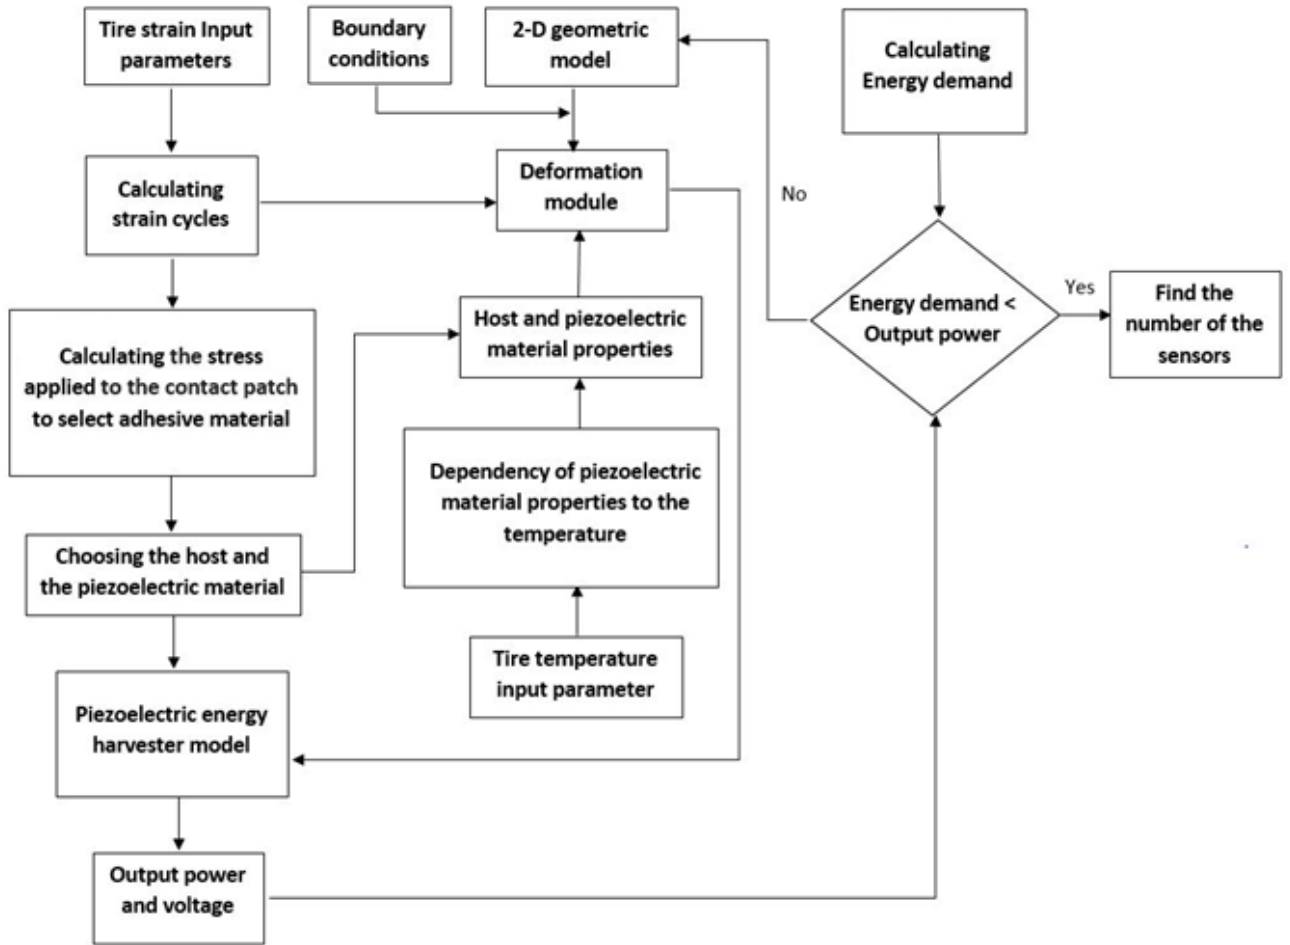 Tire strain Input
parameters
Boundary
conditions
2-D geometric
model
Calculating
Energy demand
Calculating
strain cycles
Deformation
module
No
Energy demand <
Output power
Yes
Find the
number of the
sensors
Calculating the stress
applied to the contact patch
to select adhesive material
Host and piezoelectric
material properties
Dependency of piezoelectric
material properties to the
temperature
Choosing the host and
the piezoelectric material
Tire temperature
input parameter
Piezoelectric energy
harvester model
Output power
and voltage